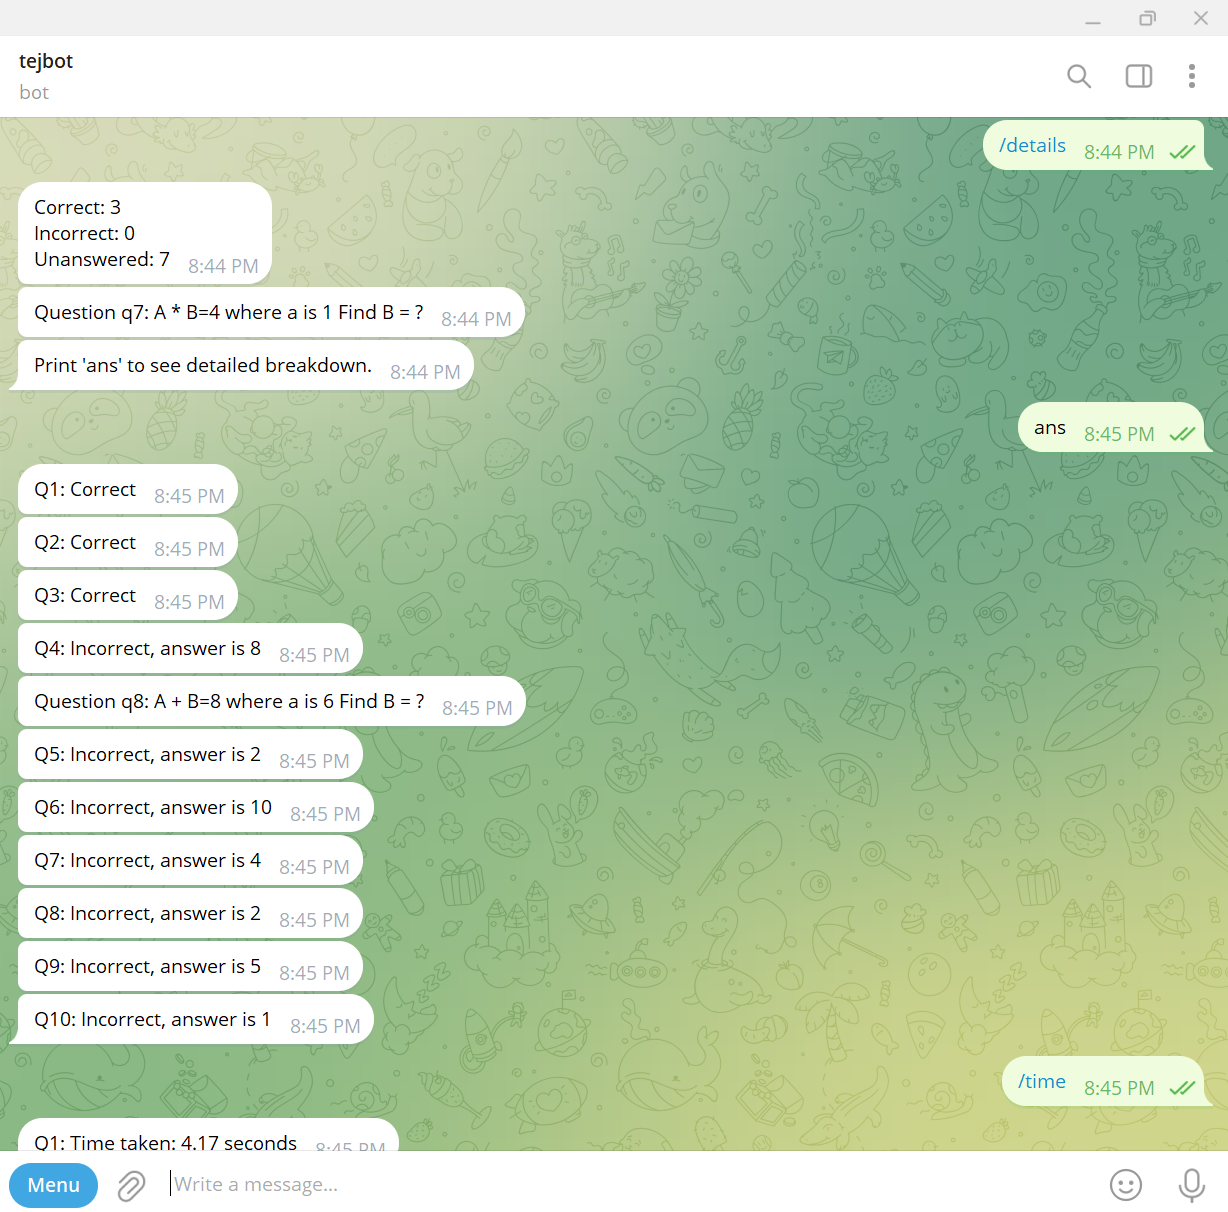 tejbot
bot
/details 8:44 PM
Correct: 3
Incorrect: 0
Unanswered: 7 8:44 PM
Question q7: A * B=4 where a is 1 Find B = ? 8:44 PM
Print 'ans' to see detailed breakdown. 8:44 PM
ans 8:45 PM
Q1: Correct 8:45 PM
Q2: Correct 8:45 PM
Q3: Correct 8:45 PM
Q4: Incorrect, answer is 8 8:45 PM
Question q8: A + B=8 where a is 6 Find B = ? 8:45 PM
Q5: Incorrect, answer is 2 8:45 PM
Q6: Incorrect, answer is 10 8:45 PM
Q7: Incorrect, answer is 4 8:45 PM
Q8: Incorrect, answer is 2 8:45 PM
Q9: Incorrect, answer is 5 8:45 PM
Q10: Incorrect, answer is 1 8:45 PM
/time 8:45 PM
Q1: Time taken: 4.17 seconds 8:45 PM
Menu Write a message...